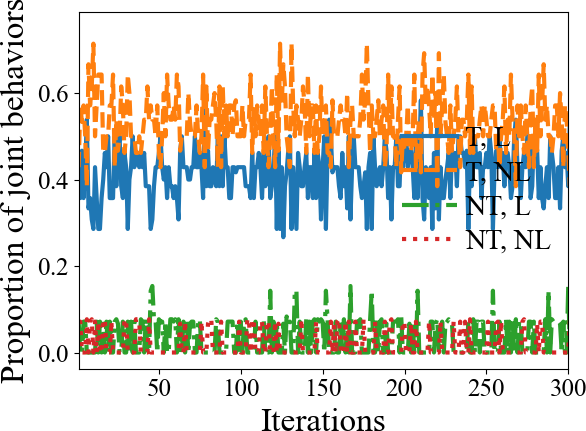 Proportion of joint behaviors
0.6
0.4
0.2
0.0
T, L
T, NL
NT, L
NT, NL
50 100 150 200 250 300
Iterations